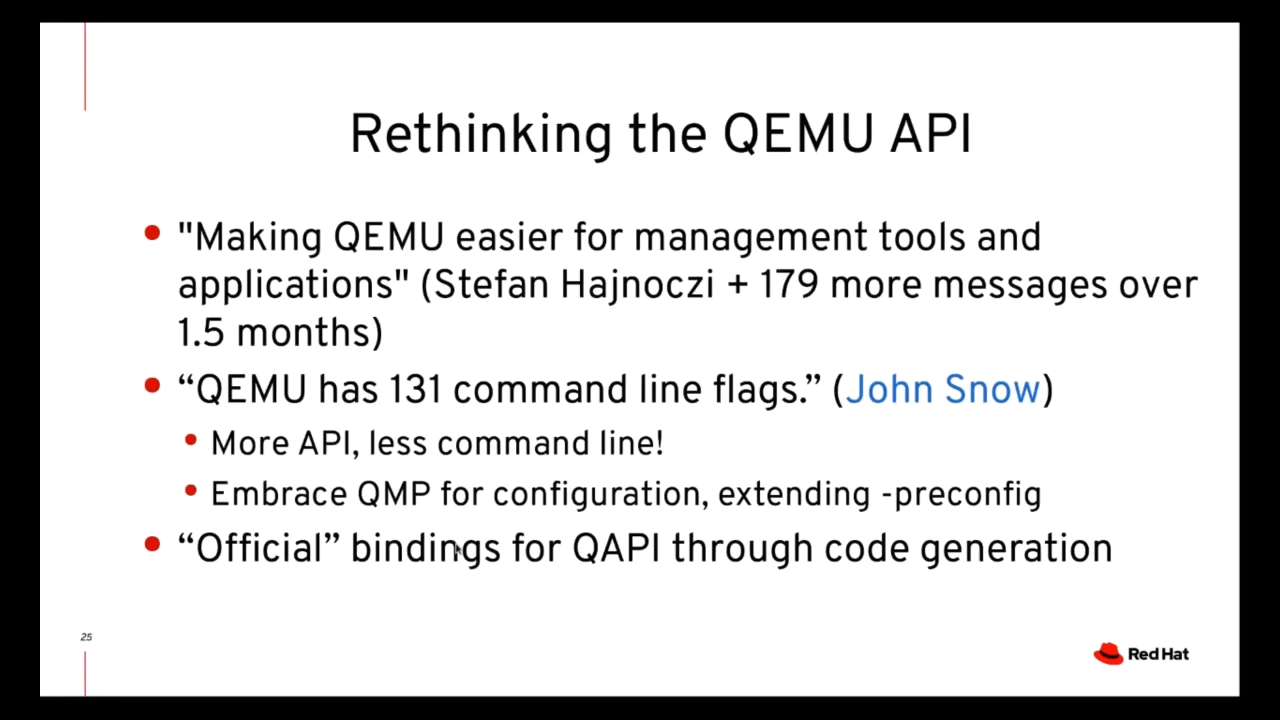 Rethinking the QEMU API
"Making QEMU easier for management tools and
applications" (Stefan Hajnoczi + 179 more messages over
1.5 months)
“QEMU has 131 command line flags.” (John Snow)
More API, less command line!
Embrace QMP for configuration, extending -preconfig
“Official” bindings for QAPI through code generation
25
Red Hat